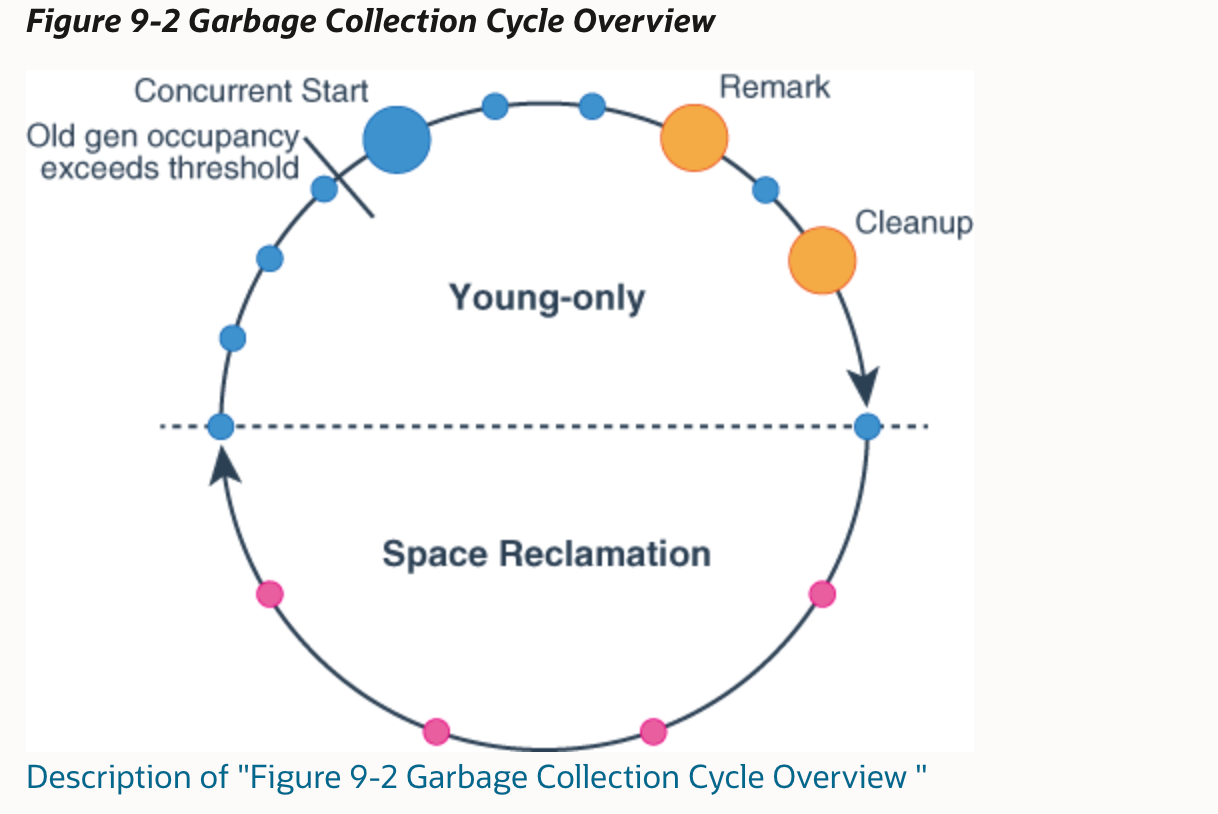 Figure 9-2 Garbage Collection Cycle Overview
Concurrent Start
Remark
Old gen occupancy
exceeds threshold
Cleanup
Young-only
Space Reclamation
Description of "Figure 9-2 Garbage Collection Cycle Overview "